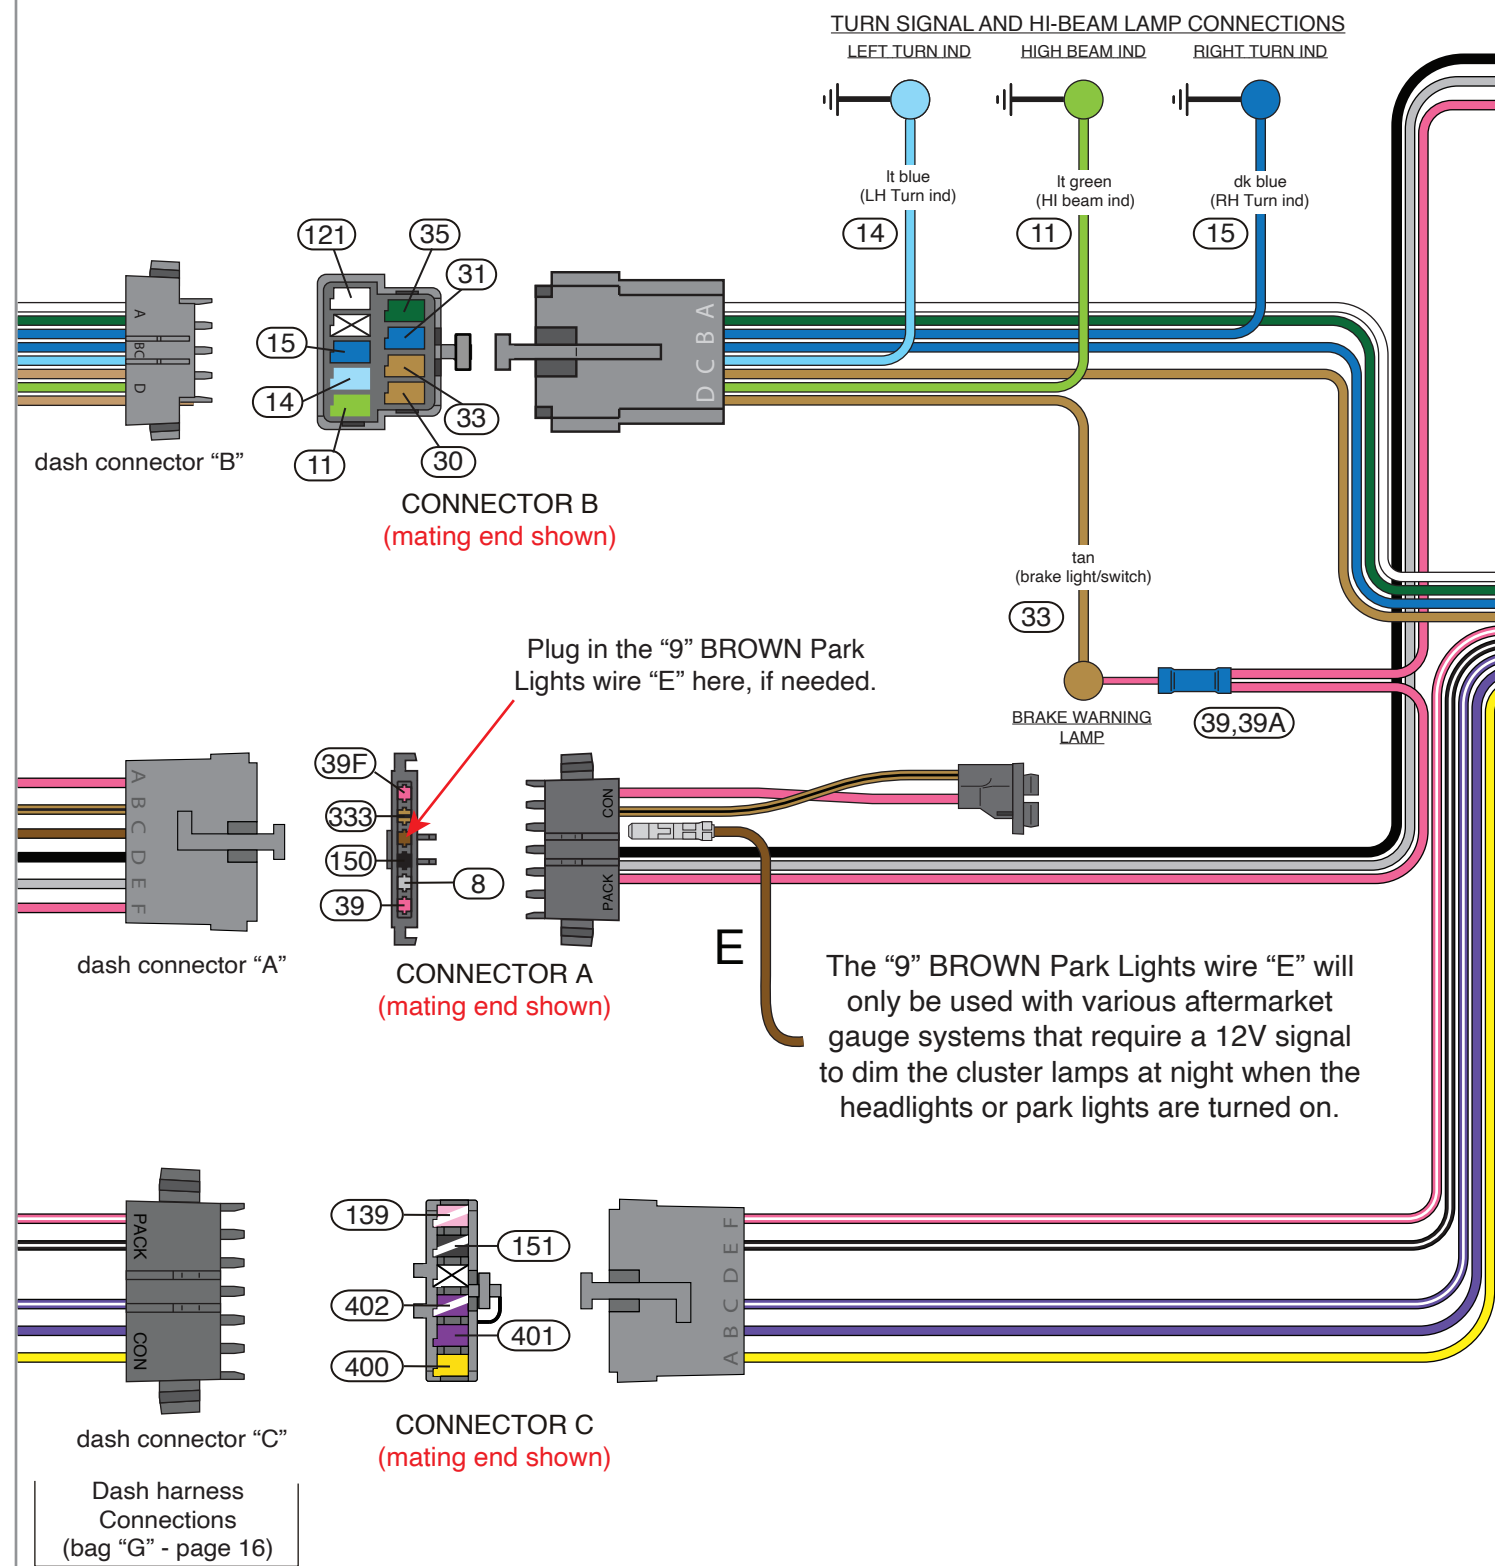 TURN SIGNAL AND HI-BEAM LAMP CONNECTIONS
LEFT TURN IND
HIGH BEAM IND
RIGHT TURN IND
lt blue
(LH Turn ind)
14
lt green
(HI beam ind)
11
dk blue
(RH Turn ind)
15
A
BC
D
dash connector “B”
121
35
31
15
14
33
11
30
CONNECTOR B
(mating end shown)
D C B A
tan
(brake light/switch)
33
BRAKE WARNING
LAMP
39,39A
Plug in the “9” BROWN Park
Lights wire “E” here, if needed.
A
B
C
D
E
F
dash connector “A”
39F
333
150
8
39
CONNECTOR A
(mating end shown)
CON
PACK
E
The “9” BROWN Park Lights wire “E” will
only be used with various aftermarket
gauge systems that require a 12V signal
to dim the cluster lamps at night when the
headlights or park lights are turned on.
PACK
CON
dash connector “C”
139
151
402
401
400
CONNECTOR C
(mating end shown)
A B C D E F
Dash harness
Connections
(bag “G” - page 16)